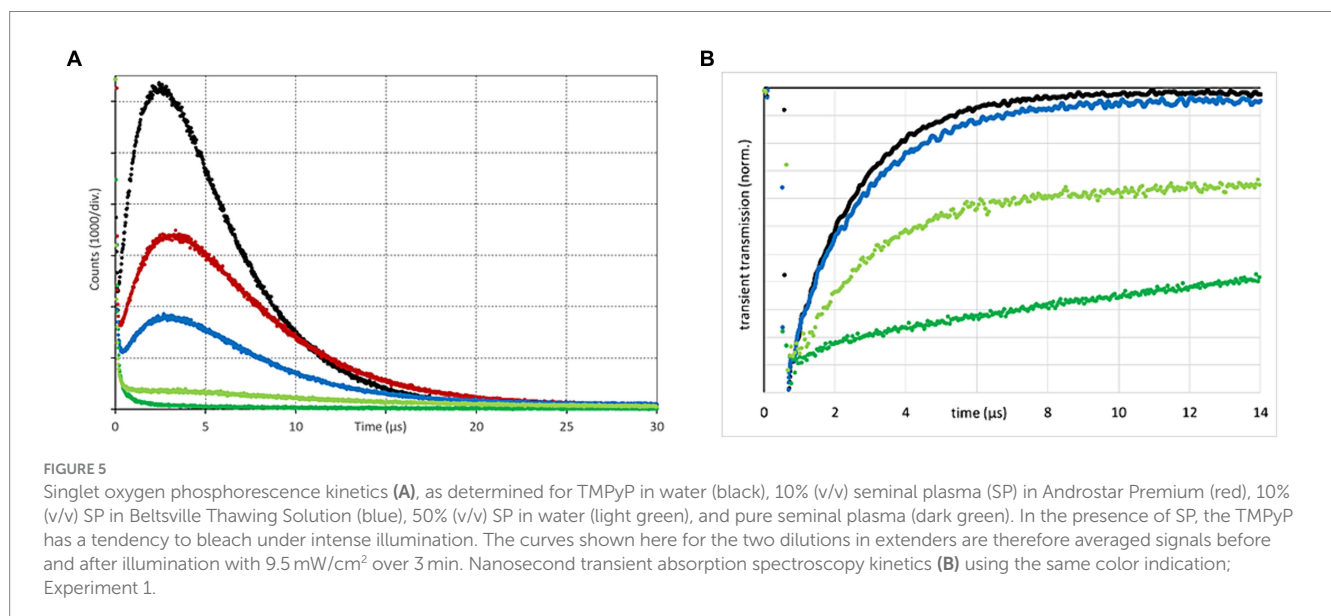 A
B
Counts (1000/div.)
0
5
10
Time (µs)
15
20
25
30
transient transmission (norm.)
0
2
4
6
8
10
12
14
time (µs)
FIGURE 5
Singlet oxygen phosphorescence kinetics (A), as determined for TMPyP in water (black), 10% (v/v) seminal plasma (SP) in Androstar Premium (red), 10%
(v/v) SP in Beltsville Thawing Solution (blue), 50% (v/v) SP in water (light green), and pure seminal plasma (dark green). In the presence of SP, the TMPyP
has a tendency to bleach under intense illumination. The curves shown here for the two dilutions in extenders are therefore averaged signals before
and after illumination with 9.5 mW/cm² over 3 min. Nanosecond transient absorption spectroscopy kinetics (B) using the same color indication;
Experiment 1.